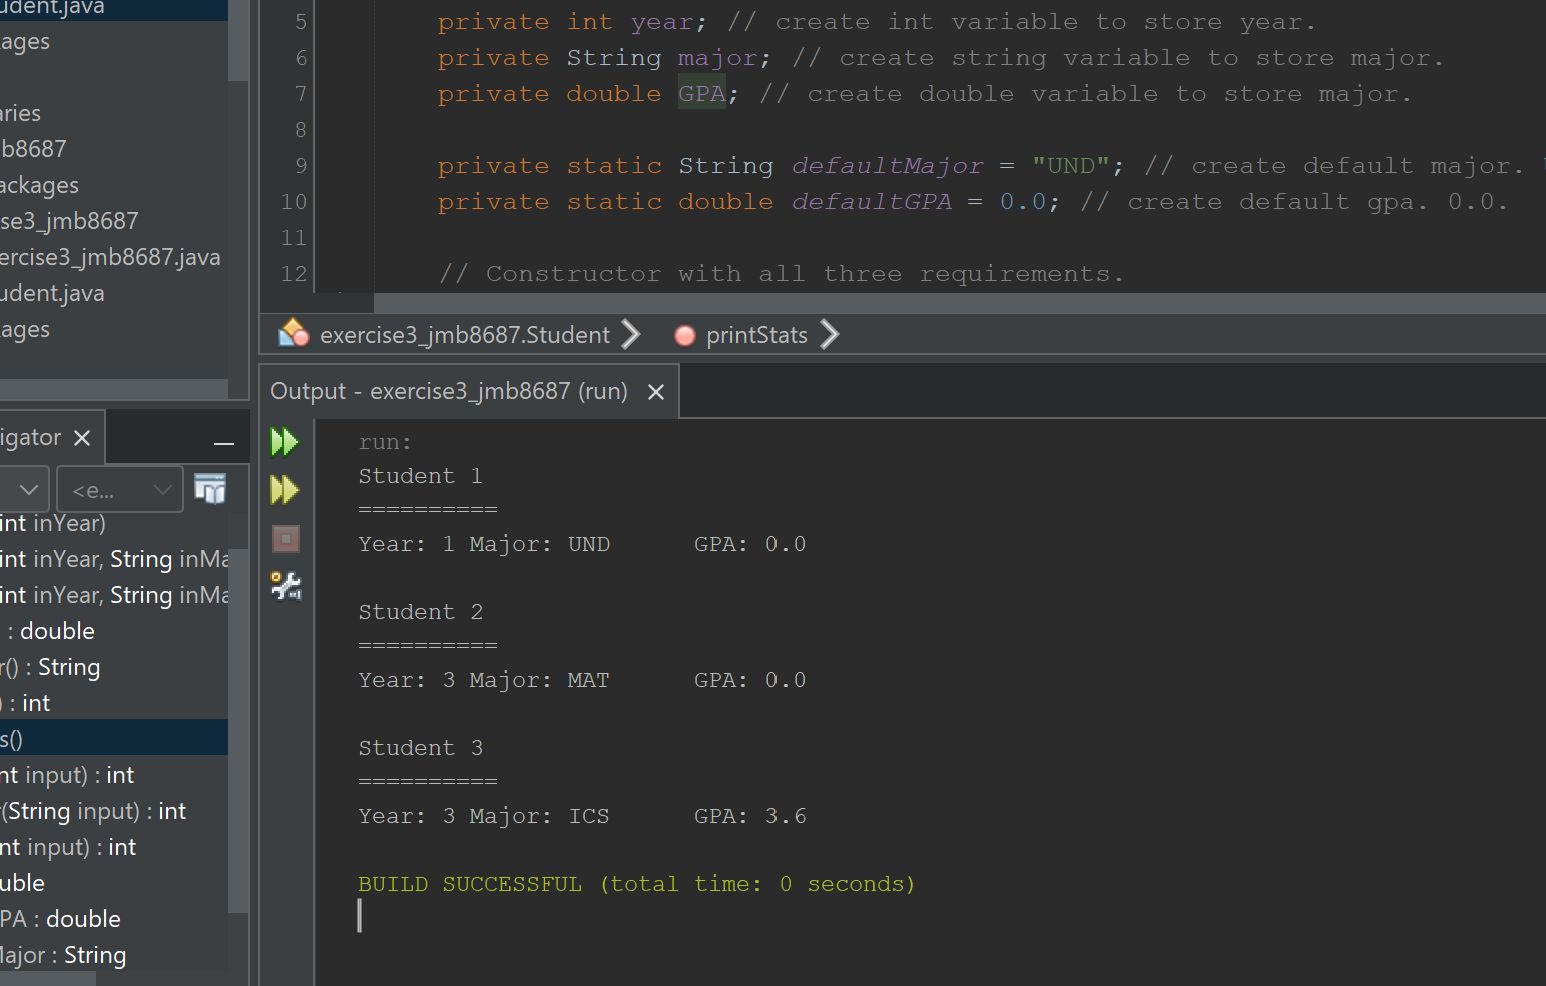 udent.java
ages
aries
b8687
ackages
se3_jmb8687
ercise3_jmb8687.java
udent.java
ages
5 private int year; // create int variable to store year.
6 private String major; // create string variable to store major.
7 private double GPA; // create double variable to store major.
8
9 private static String defaultMajor = "UND"; // create default major.
10 private static double defaultGPA = 0.0; // create default gpa. 0.0.
11
12 // Constructor with all three requirements.
exercise3_jmb8687.Student printStats
igator
<e...
int inYear)
int inYear, String inMa
int inYear, String inMa
: double
r() : String
) : int
s()
nt input) : int
(String input) : int
nt input) : int
uble
PA : double
Major : String
Output - exercise3_jmb8687 (run)
run:
Student 1
==========
Year: 1 Major: UND GPA: 0.0
Student 2
==========
Year: 3 Major: MAT GPA: 0.0
Student 3
==========
Year: 3 Major: ICS GPA: 3.6
BUILD SUCCESSFUL (total time: 0 seconds)